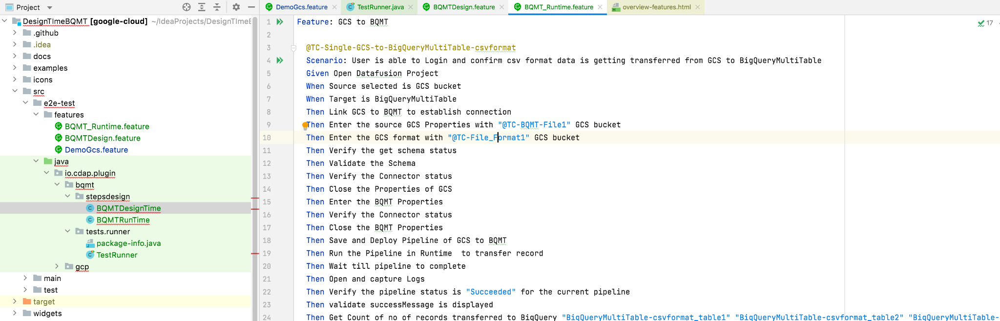 Project
DemoGcs.feature
TestRunner.java
BQMTDesign.feature
BQMT_Runtime.feature
overview-features.html
DesignTImeBQMT [google-cloud] ~/IdeaProjects/DesignTImeB
.github
.idea
docs
examples
icons
src
e2e-test
features
BQMT_Runtime.feature
BQMTDesign.feature
DemoGcs.feature
java
io.cdap.plugin
bqmt
stepsdesign
BQMTDesignTime
BQMTRunTime
tests.runner
package-info.java
TestRunner
gcp
main
test
target
widgets
17
1 Feature: GCS to BQMT
2
3 @TC-Single-GCS-to-BigQueryMultiTable-csvformat
4 Scenario: User is able to Login and confirm csv format data is getting transferred from GCS to BigQueryMultiTable
5 Given Open Datafusion Project
6 When Source selected is GCS bucket
7 When Target is BigQueryMultiTable
8 Then Link GCS to BQMT to establish connection
9 Then Enter the source GCS Properties with "@TC-BQMT-File1" GCS bucket
10 Then Enter the GCS format with "@TC-File_Format1" GCS bucket
11 Then Verify the get schema status
12 Then Validate the Schema
13 Then Verify the Connector status
14 Then Close the Properties of GCS
15 Then Enter the BQMT Properties
16 Then Verify the Connector status
17 Then Close the BQMT Properties
18 Then Save and Deploy Pipeline of GCS to BQMT
19 Then Run the Pipeline in Runtime  to transfer record
20 Then Wait till pipeline to complete
21 Then Open and capture Logs
22 Then Verify the pipeline status is "Succeeded" for the current pipeline
23 Then validate successMessage is displayed
24 Then Get Count of no of records transferred to BigQuery "BigQueryMultiTable-csvformat_table1" "BigQueryMultiTable-csvformat_table2" "BigQueryMultiTable-